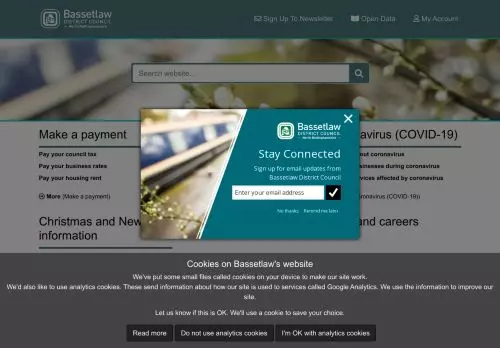 Bassetlaw
DISTRICT COUNCIL
Sign Up To Newsletter
Open Data
My Account
Search website...
Make a payment
avirus (COVID-19)
Pay your council tax
out coronavirus
Pay your business rates
sinesses during coronavirus
Pay your housing rent
vices affected by coronavirus
More (Make a payment)
oronavirus (COVID-19))
Bassetlaw
DISTRICT COUNCIL
Stay Connected
Sign up for email updates from
Bassetlaw District Council
Enter your email address
No thanks
Remind me later
Christmas and New
and careers
information
Cookies on Bassetlaw's website
We've put some small files called cookies on your device to make our site work.
We'd also like to use analytics cookies. These send information about how our site is used to services called Google Analytics. We use the information to improve our
site.
Let us know if this is OK. We'll use a cookie to save your choice.
Read more
Do not use analytics cookies
I'm OK with analytics cookies